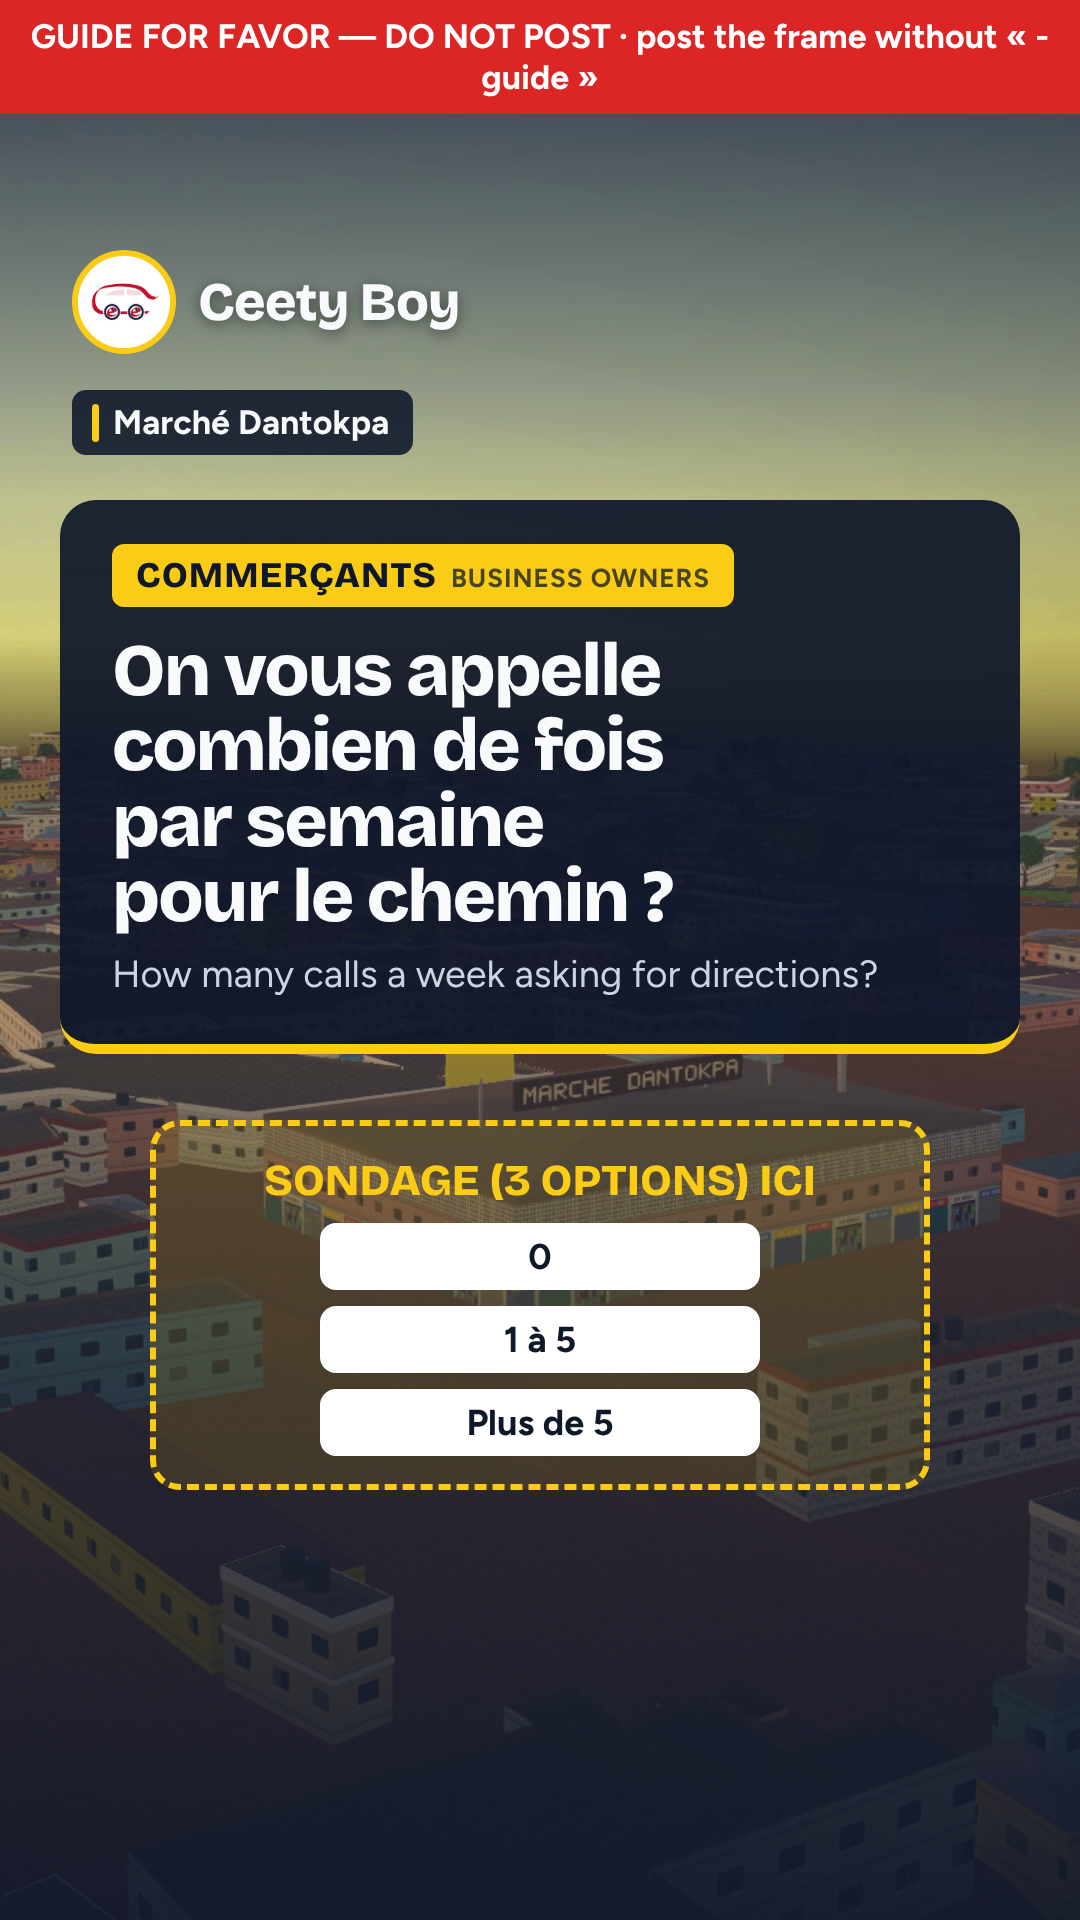 GUIDE FOR FAVOR — DO NOT POST · post the frame without « -
guide »
Ceety Boy
Marché Dantokpa
COMMERÇANTS BUSINESS OWNERS
On vous appelle
combien de fois
par semaine
pour le chemin ?
How many calls a week asking for directions?
MARCHE DANTOKPA
SONDAGE (3 OPTIONS) ICI
0
1 à 5
Plus de 5